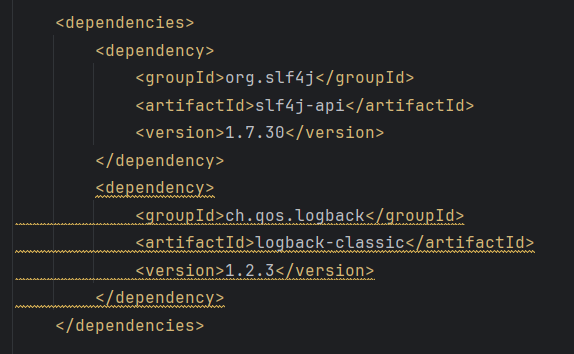 <dependencies>
<dependency>
<groupId>org.slf4j</groupId>
<artifactId>slf4j-api</artifactId>
<version>1.7.30</version>
</dependency>
<dependency>
<groupId>ch.qos.logback</groupId>
<artifactId>logback-classic</artifactId>
<version>1.2.3</version>
</dependency>
</dependencies>